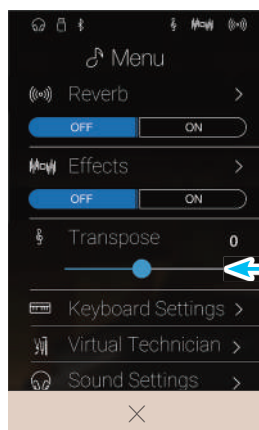 Menu
Reverb >
OFF ON
Effects >
OFF ON
Transpose 0
Keyboard Settings >
Virtual Technician >
Sound Settings >